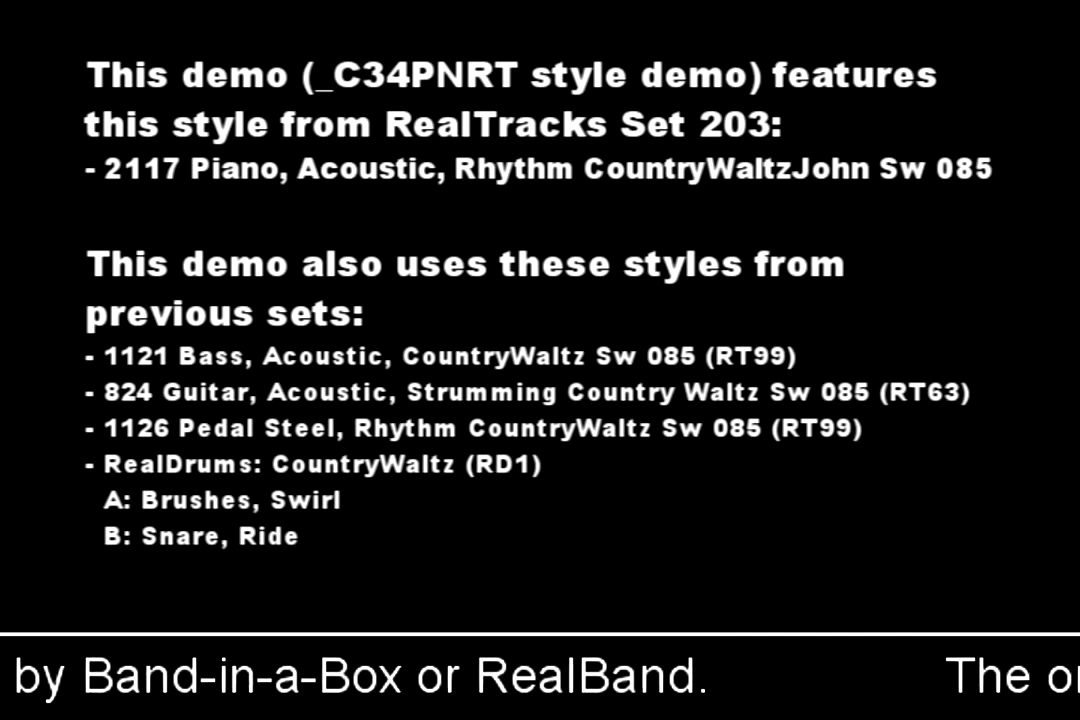 This demo (_C34PNRT style demo) features
this style from RealTracks Set 203:
- 2117 Piano, Acoustic, Rhythm CountryWaltzJohn Sw 085
This demo also uses these styles from
previous sets:
- 1121 Bass, Acoustic, CountryWaltz Sw 085 (RT99)
- 824 Guitar, Acoustic, Strumming Country Waltz Sw 085 (RT63)
- 1126 Pedal Steel, Rhythm CountryWaltz Sw 085 (RT99)
- RealDrums: CountryWaltz (RD1)
A: Brushes, Swirl
B: Snare, Ride
by Band-in-a-Box or RealBand. The